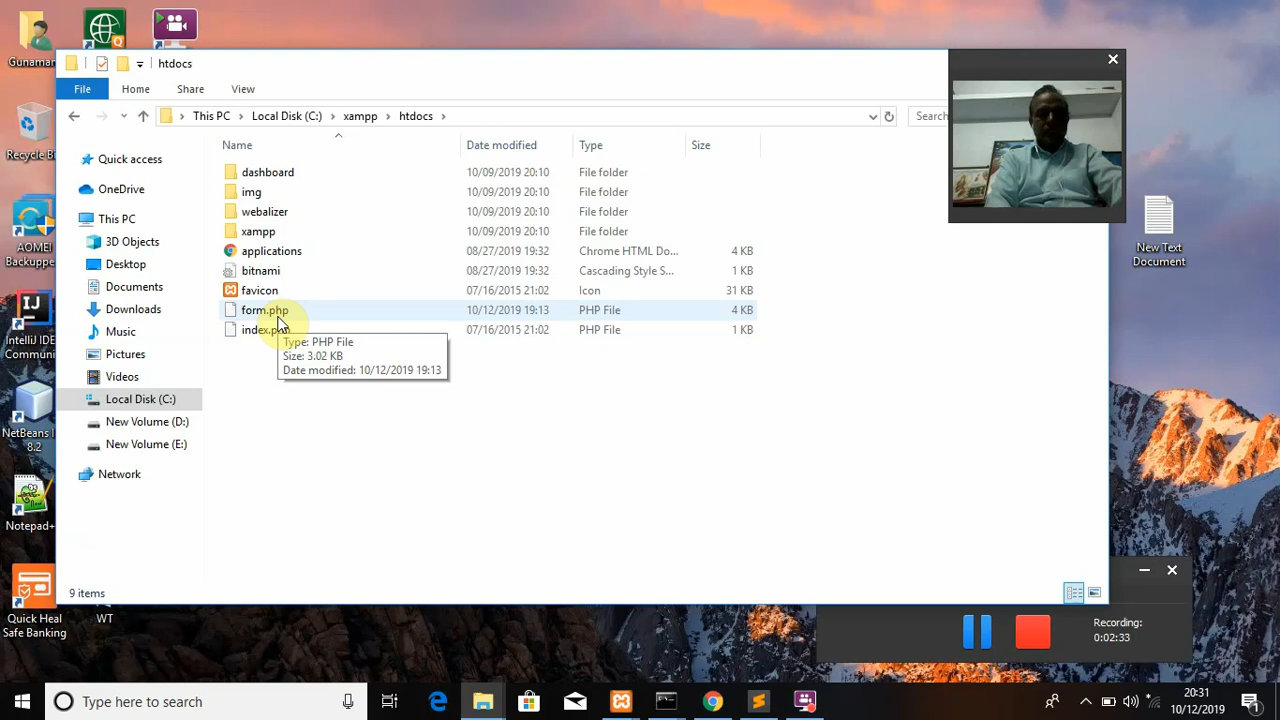 Gunaman
htdocs
File
Home
Share
View
This PC
Local Disk (C:)
xampp
htdocs
Search
Recycle Bi
AOMEI
Backuppe
IntelliJ IDE
Communi
NetBeans I
8.2
Notepad+
Quick Heal
Safe Banking
WT
Quick access
OneDrive
This PC
3D Objects
Desktop
Documents
Downloads
Music
Pictures
Videos
Local Disk (C:)
New Volume (D:)
New Volume (E:)
Network
Name Date modified Type Size
dashboard 10/09/2019 20:10 File folder
img 10/09/2019 20:10 File folder
webalizer 10/09/2019 20:10 File folder
xampp 10/09/2019 20:10 File folder
applications 08/27/2019 19:32 Chrome HTML Do... 4 KB
bitnami 08/27/2019 19:32 Cascading Style S... 1 KB
favicon 07/16/2015 21:02 Icon 31 KB
form.php 10/12/2019 19:13 PHP File 4 KB
index.php 07/16/2015 21:02 PHP File 1 KB
Type: PHP File
Size: 3.02 KB
Date modified: 10/12/2019 19:13
9 items
New Text
Document
Recording:
0:02:33
Type here to search
20:31
10/12/2019
1